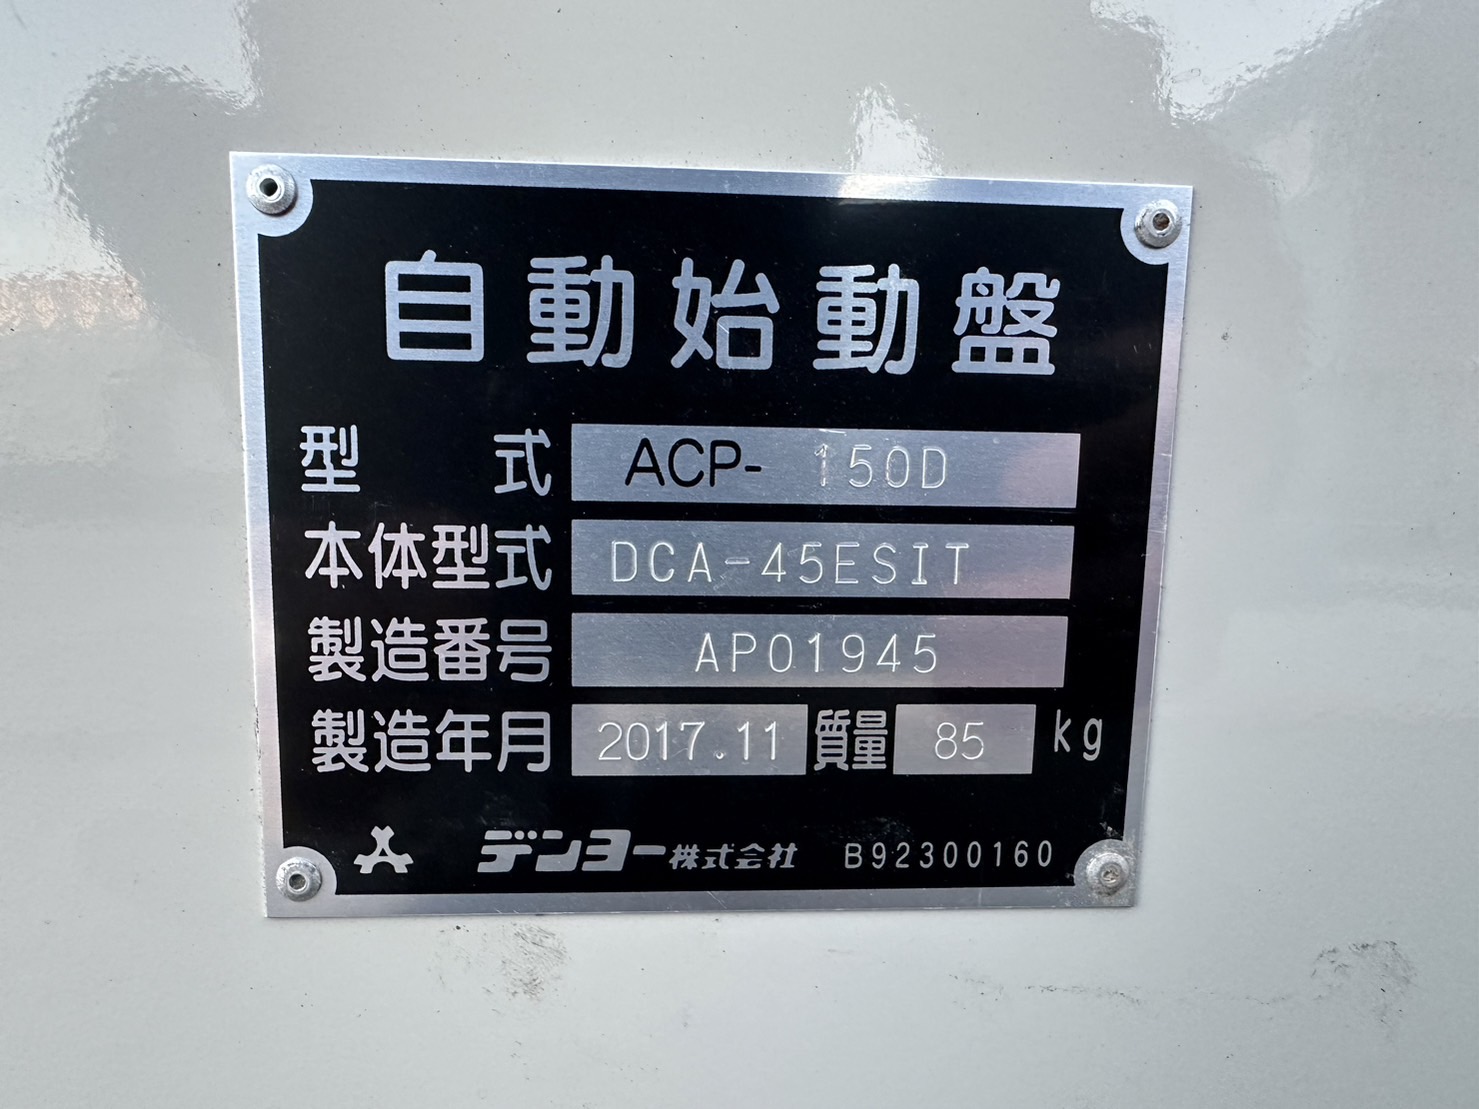 自動始動盤
型式 ACP- 150D
本体型式 DCA-45ESIT
製造番号 AP01945
製造年月 2017.11 質量 85 kg
デンヨー株式会社 B92300160